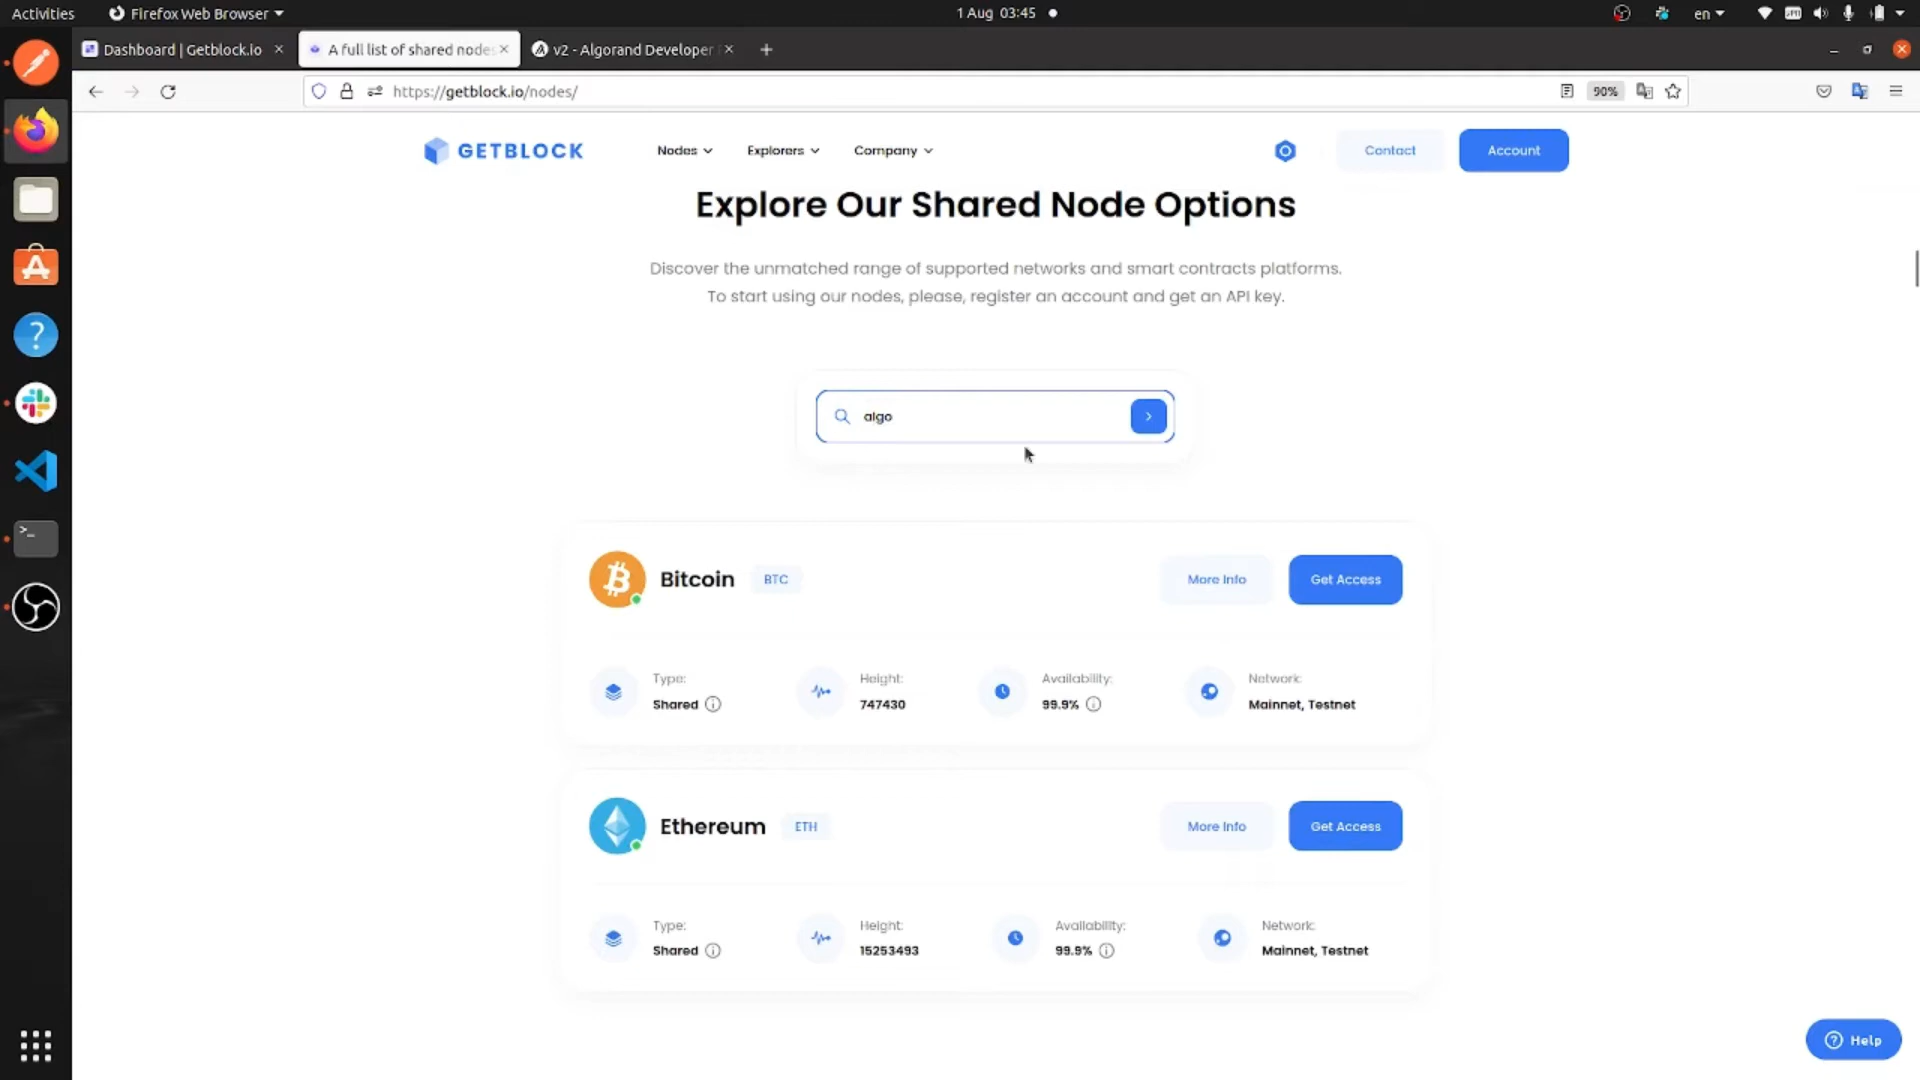 Activities
Firefox Web Browser
1 Aug 03:45
en
Dashboard | Getblock.io
A full list of shared nodes
v2 - Algorand Developer
https://getblock.io/nodes/
90%
GETBLOCK
Nodes
Explorers
Company
Contact
Account
Explore Our Shared Node Options
Discover the unmatched range of supported networks and smart contracts platforms.
To start using our nodes, please, register an account and get an API key.
algo
Bitcoin BTC
More Info
Get Access
Type: Height: Availability: Network:
Shared 747430 99.9% Mainnet, Testnet
Ethereum ETH
More Info
Get Access
Type: Height: Availability: Network:
Shared 15253493 99.9% Mainnet, Testnet
Help